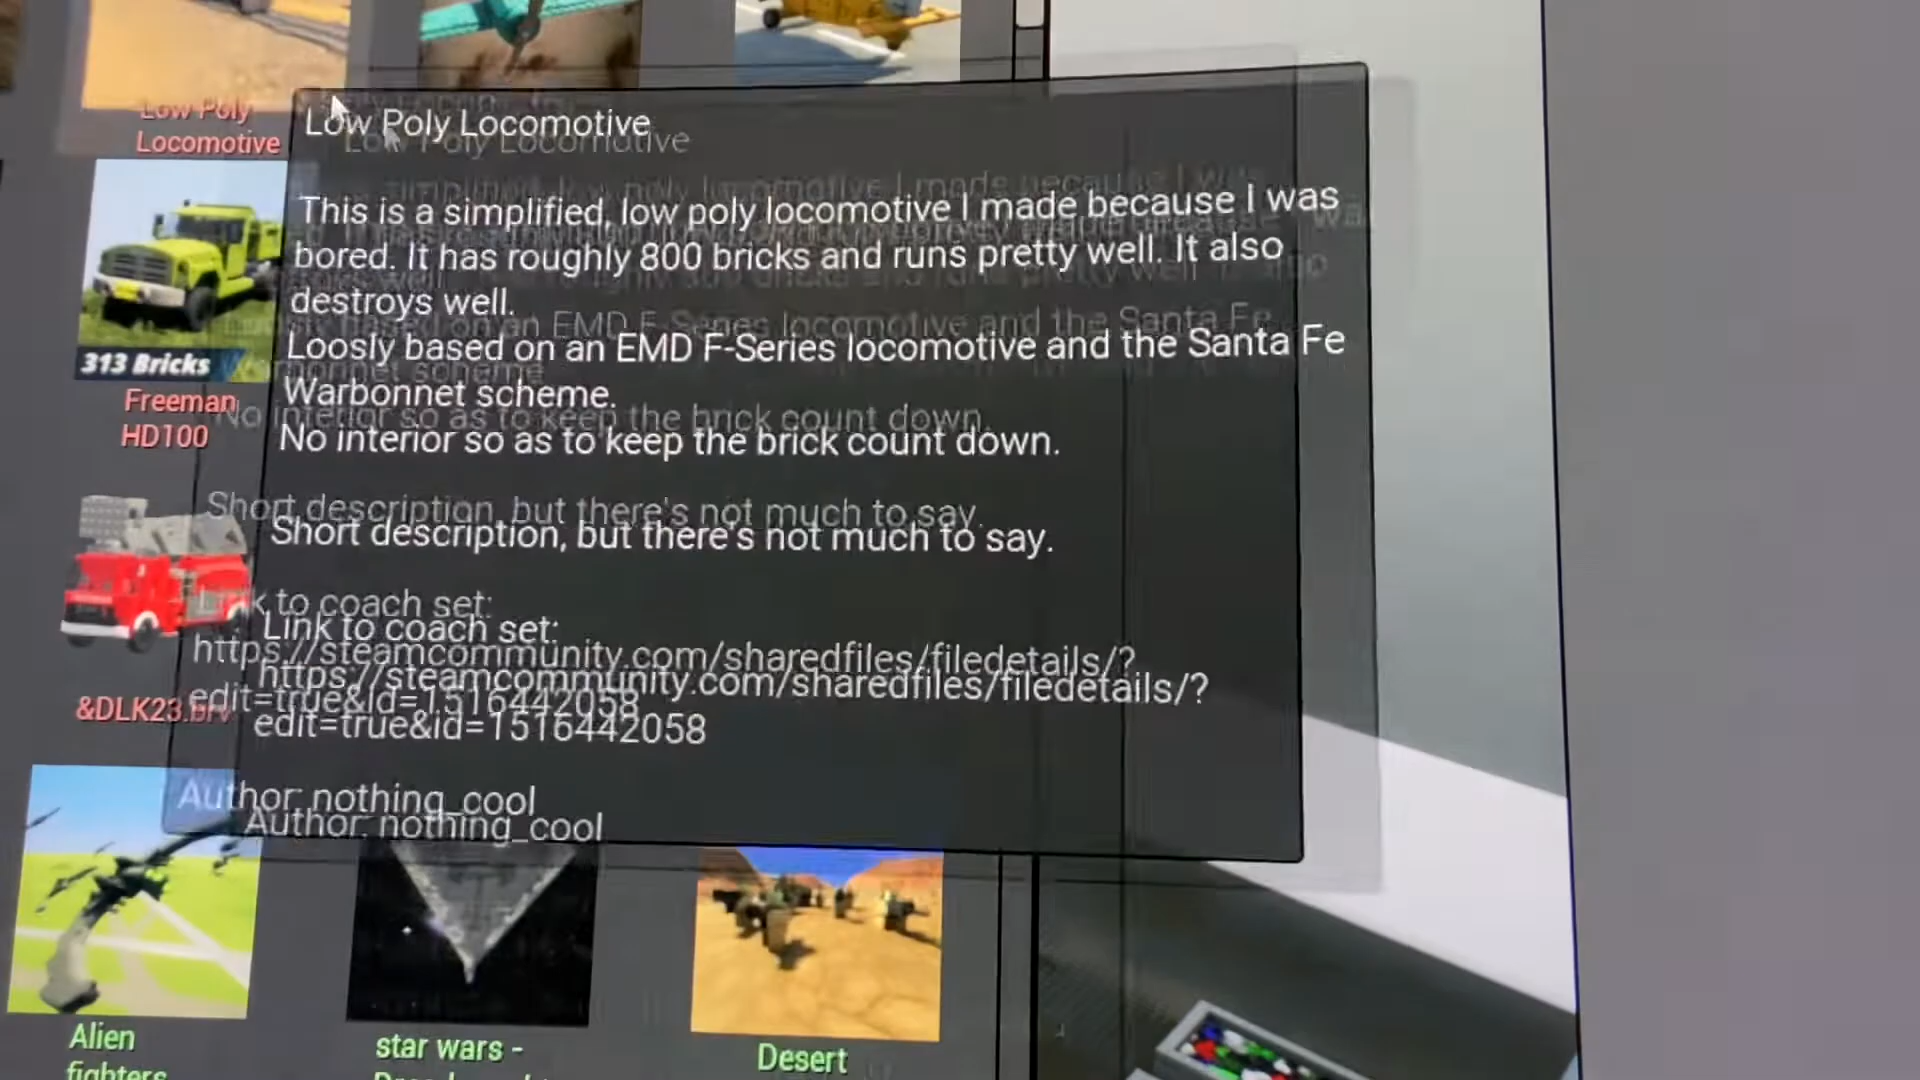 Low Poly
Locomotive
Low Poly Locomotive
This is a simplified, low poly locomotive I made because I was
bored. It has roughly 800 bricks and runs pretty well. It also
destroys well.
Loosly based on an EMD F-Series locomotive and the Santa Fe
Warbonnet scheme.
No interior so as to keep the brick count down.
Short description, but there's not much to say.
Link to coach set:
https://steamcommunity.com/sharedfiles/filedetails/?
edit=true&id=1516442058
Author: nothing_cool
313 Bricks
Freeman
HD100
&DLK23.brv
Alien
fighters
star wars -
Desert